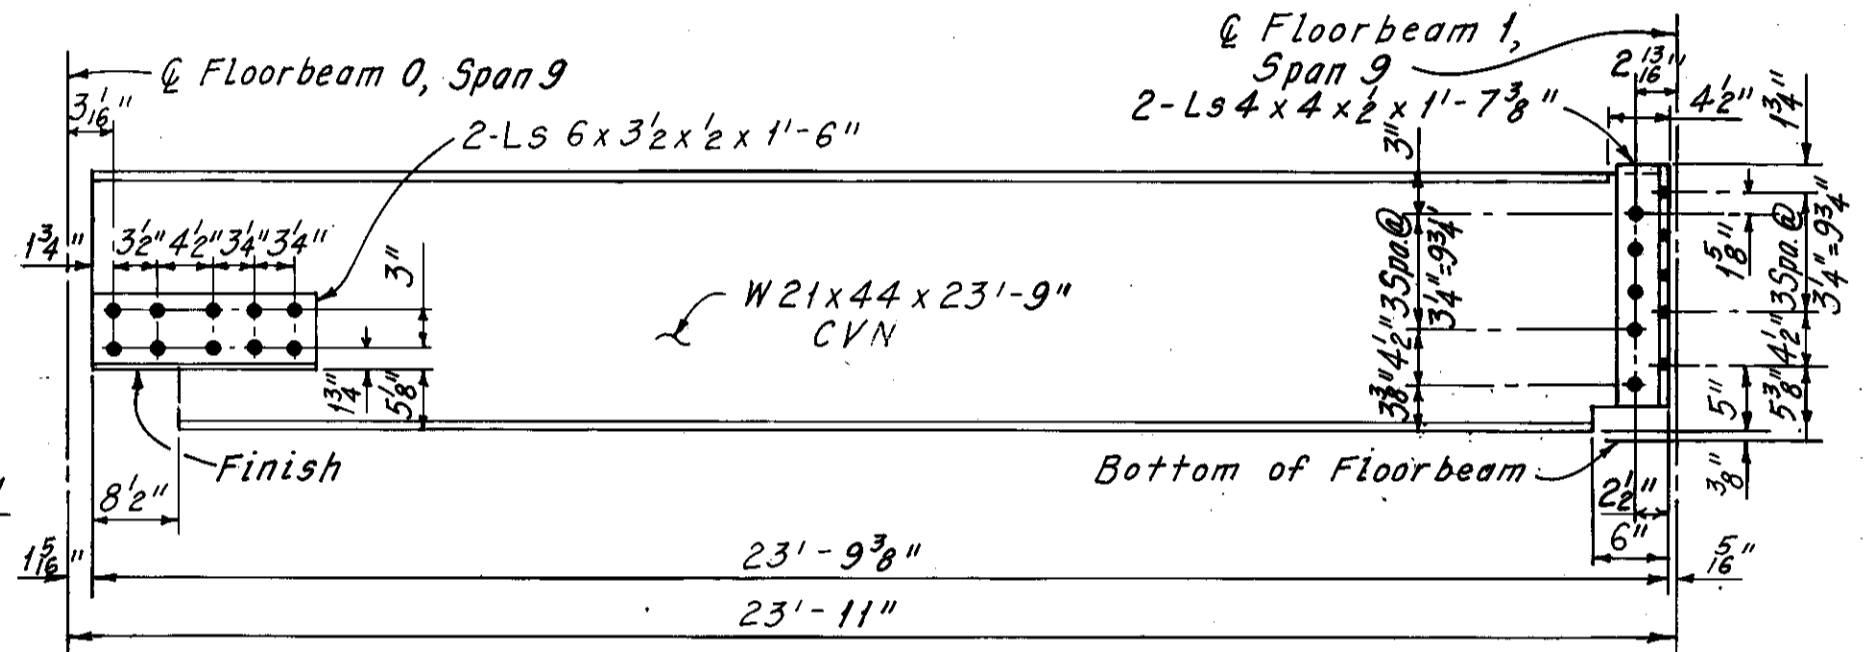 ℄ Floorbeam 0, Span 9
3 1/16"
2-Ls 6 x 3 1/2 x 1/2 x 1'-6"
℄ Floorbeam 1,
Span 9
2 13/16"
2-Ls 4 x 4 x 1/2 x 1'-7 3/8"
4 1/2"
1 3/4"
1 3/4"
3 1/2" 4 1/2" 3 1/4" 3 1/4"
3"
1 3/4"
5 1/8"
W 21 x 44 x 23'-9"
CVN
3"
3 Spa. @
3 1/4" = 9 3/4"
4 1/2"
3 3/8"
1 5/8"
3 Spa. @
3 1/4" = 9 3/4"
4 1/2"
5 3/8"
5"
3/8"
Finish
Bottom of Floorbeam
8 1/2"
2 1/2"
6"
1 5/16"
23'-9 3/8"
5/16"
23'-11"